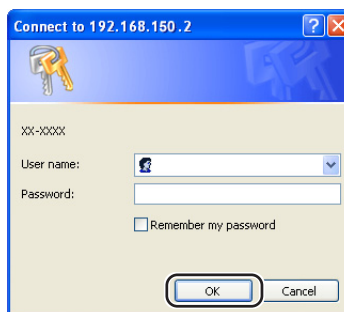 Connect to 192.168.150.2
XX-XXXX
User name:
Password:
Remember my password
OK Cancel